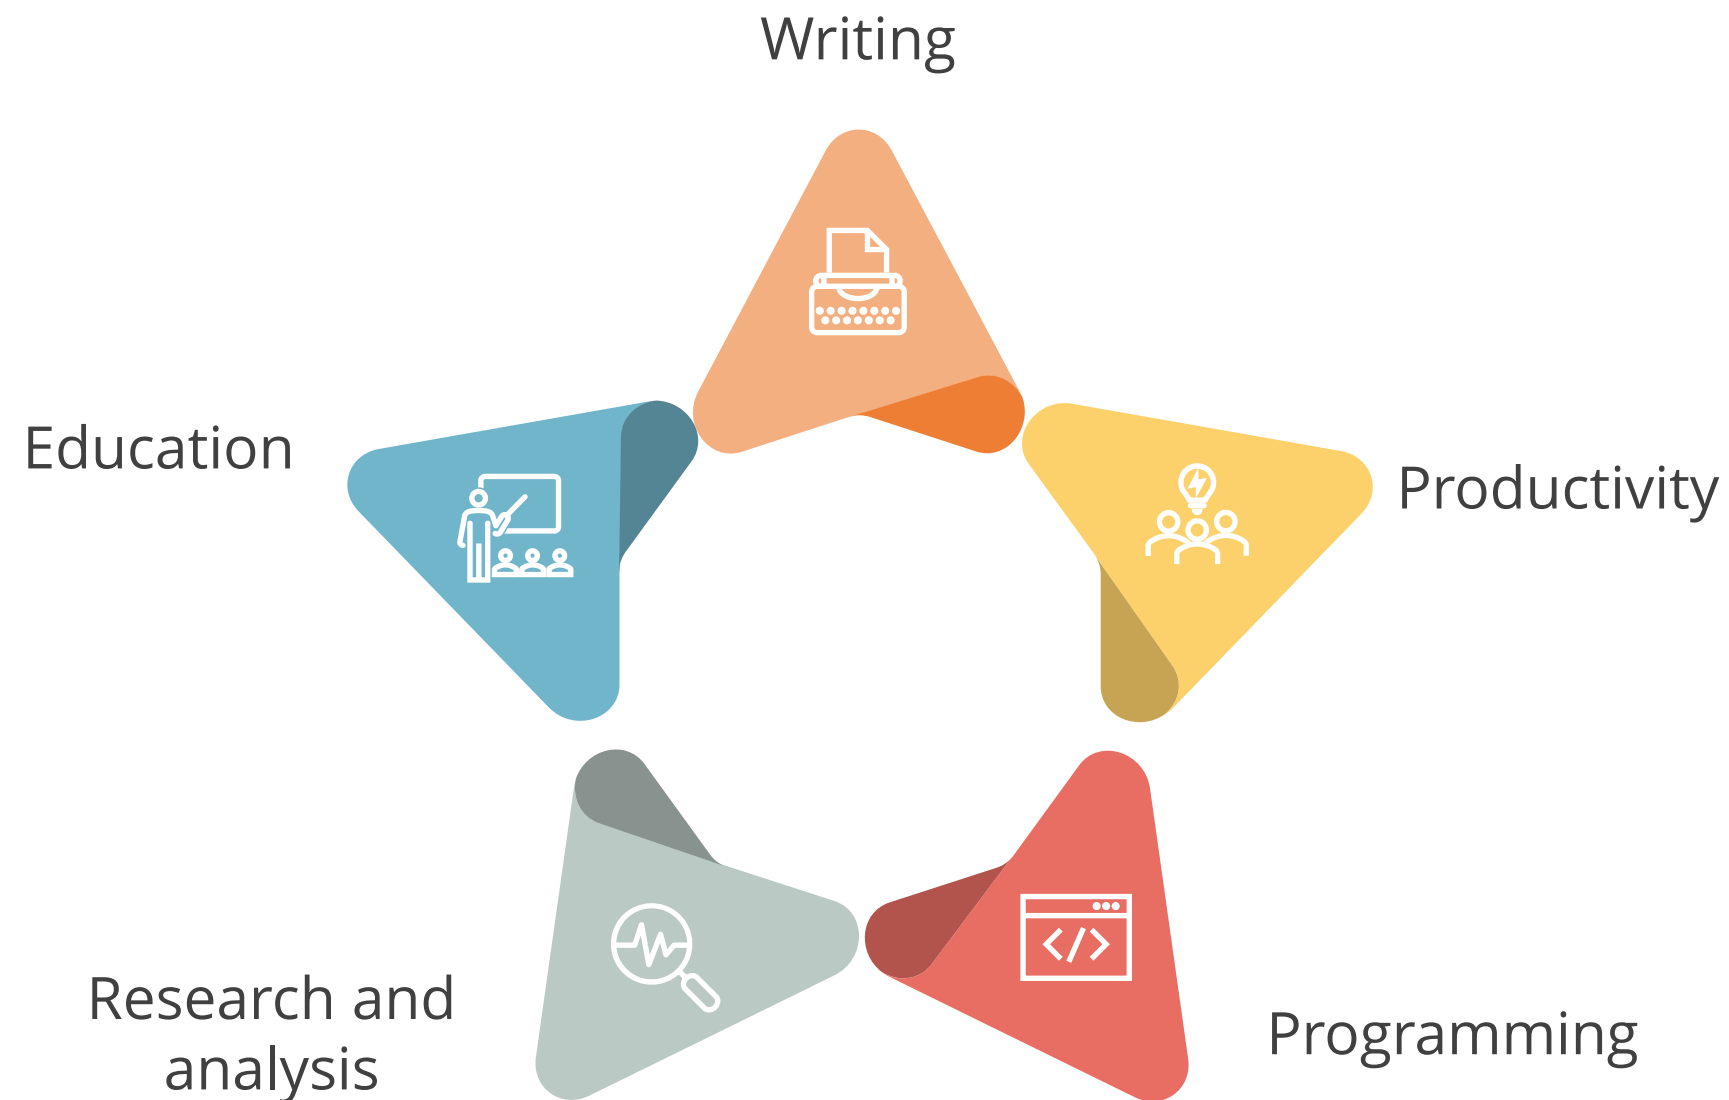 Writing
Education
Productivity
Research and
analysis
Programming